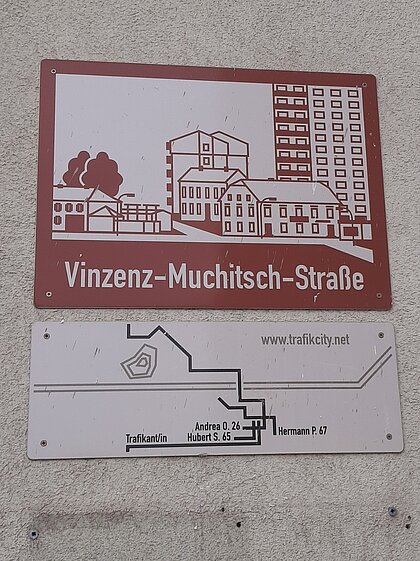 Vinzenz-Muchitsch-Straße
www.trafikcity.net
Andrea O. 26
Hermann P. 67
Trafikant/in Hubert S. 65